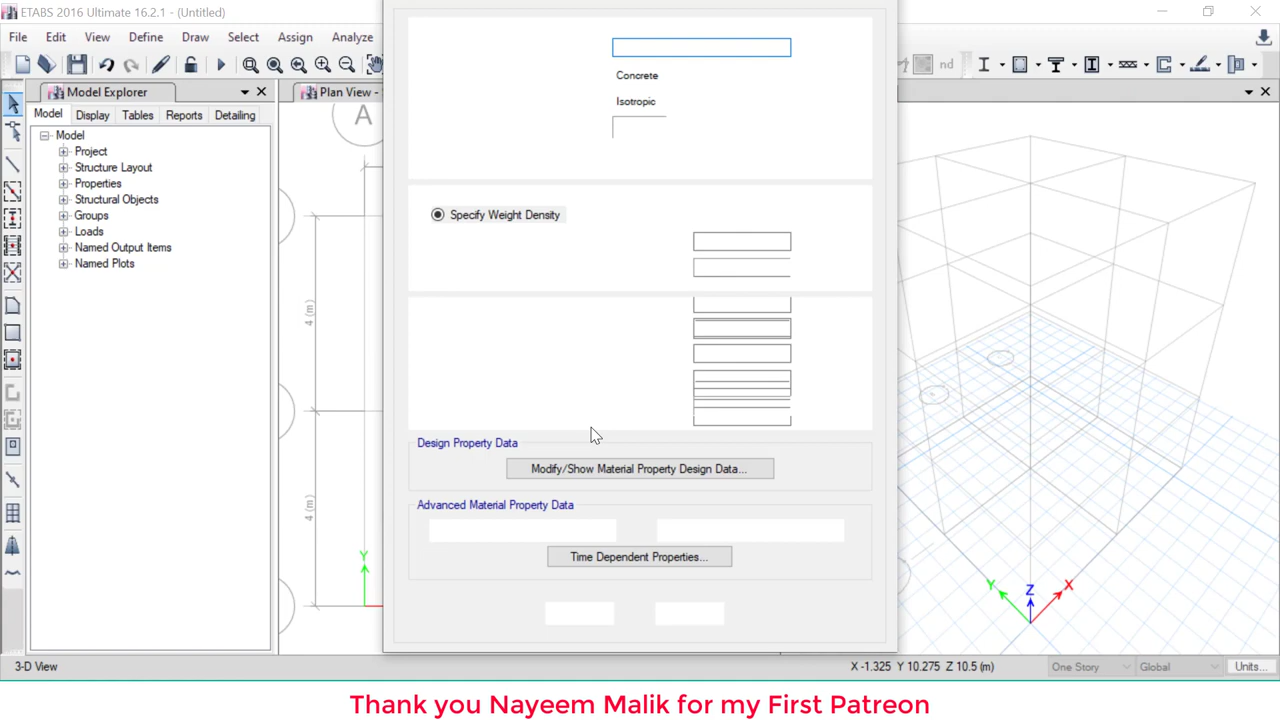 ETABS 2016 Ultimate 16.2.1 - (Untitled)
File Edit View Define Draw Select Assign Analyze
nd
Model Explorer
Plan View -
Model Display Tables Reports Detailing
Model
Project
Structure Layout
Properties
Structural Objects
Groups
Loads
Named Output Items
Named Plots
A
4 (m)
4 (m)
Y
Concrete
Isotropic
Specify Weight Density
Design Property Data
Modify/Show Material Property Design Data...
Advanced Material Property Data
Time Dependent Properties...
Y Z X
3-D View
X -1.325 Y 10.275 Z 10.5 (m)
One Story
Global
Units...
Thank you Nayeem Malik for my First Patreon